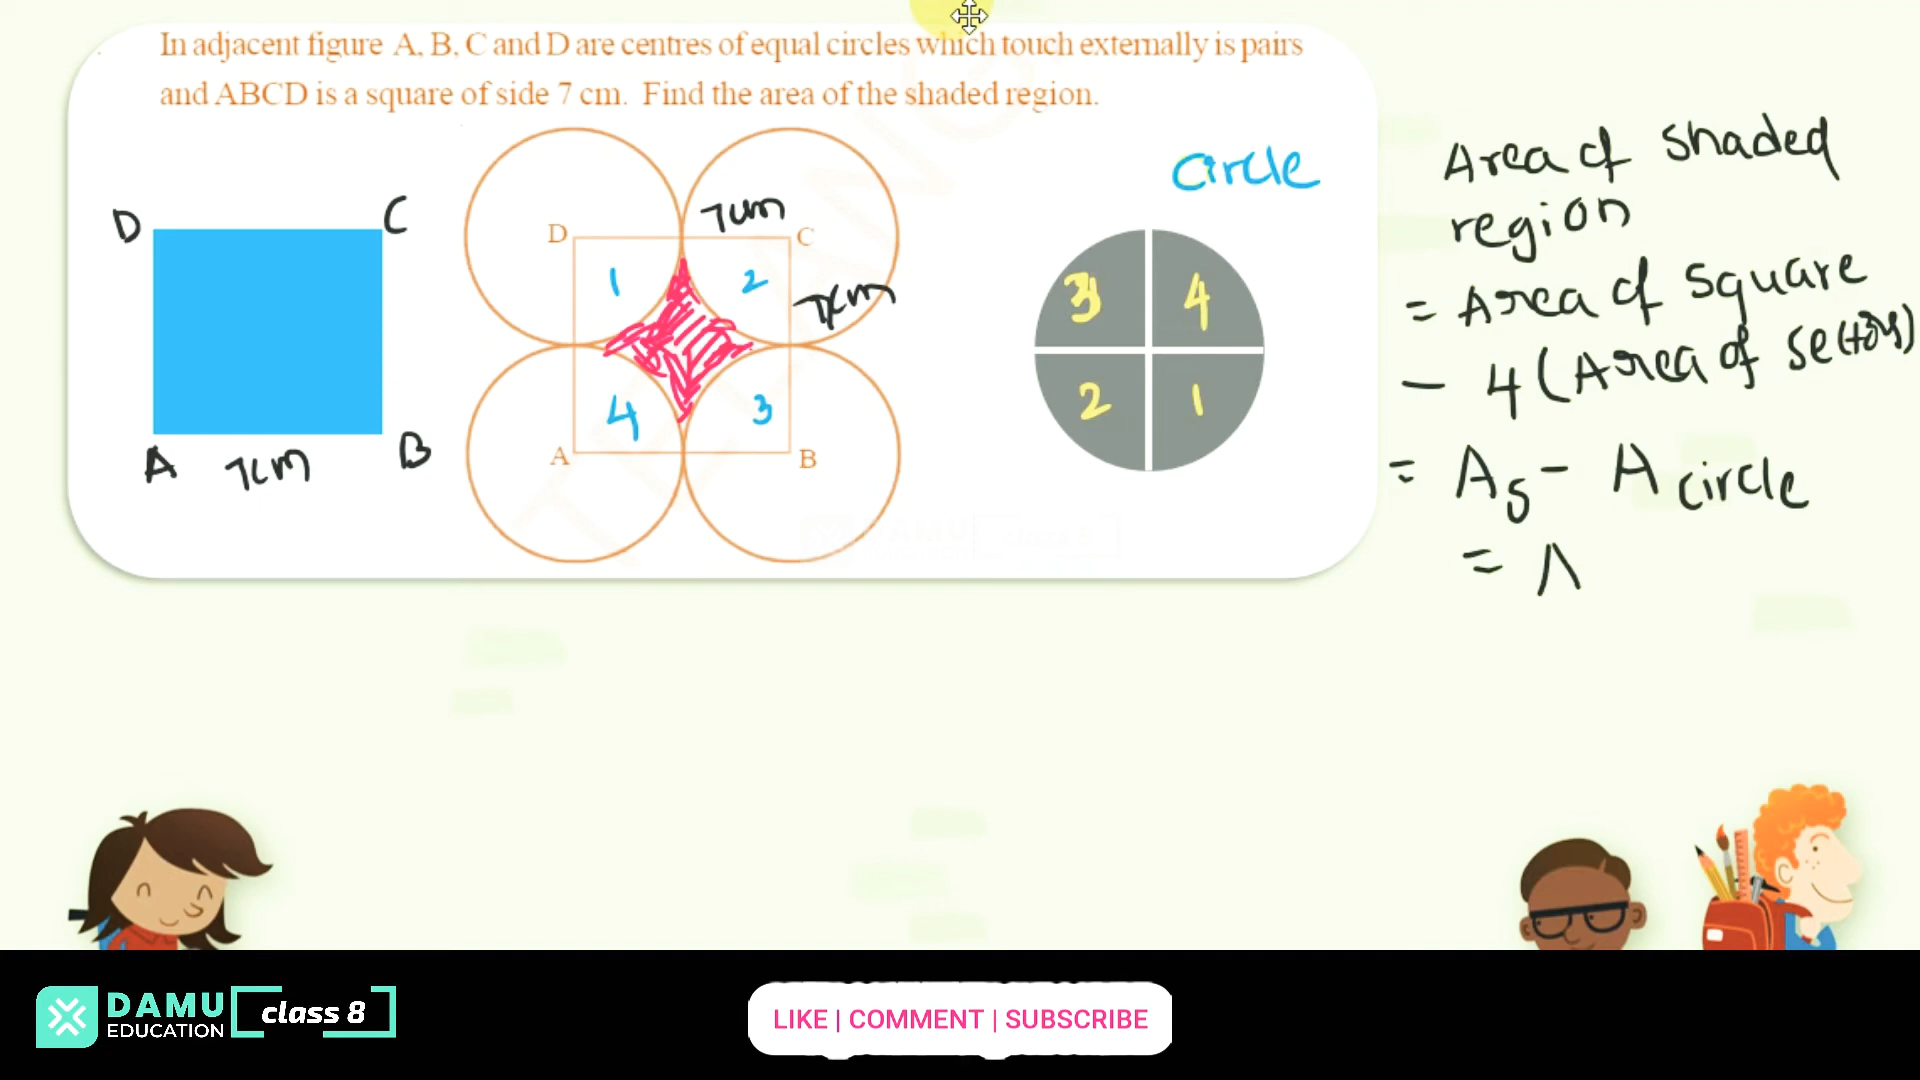 In adjacent figure A, B, C and D are centres of equal circles which touch externally is pairs
and ABCD is a square of side 7 cm. Find the area of the shaded region.
D
C
A
7cm
B
D
7cm
C
1
2
7cm
4
3
A
B
circle
3
4
2
1
Area of shaded
region
= Area of square
- 4 (Area of sectors)
= A s - A circle
= A
DAMU
EDUCATION
class 8
LIKE | COMMENT | SUBSCRIBE